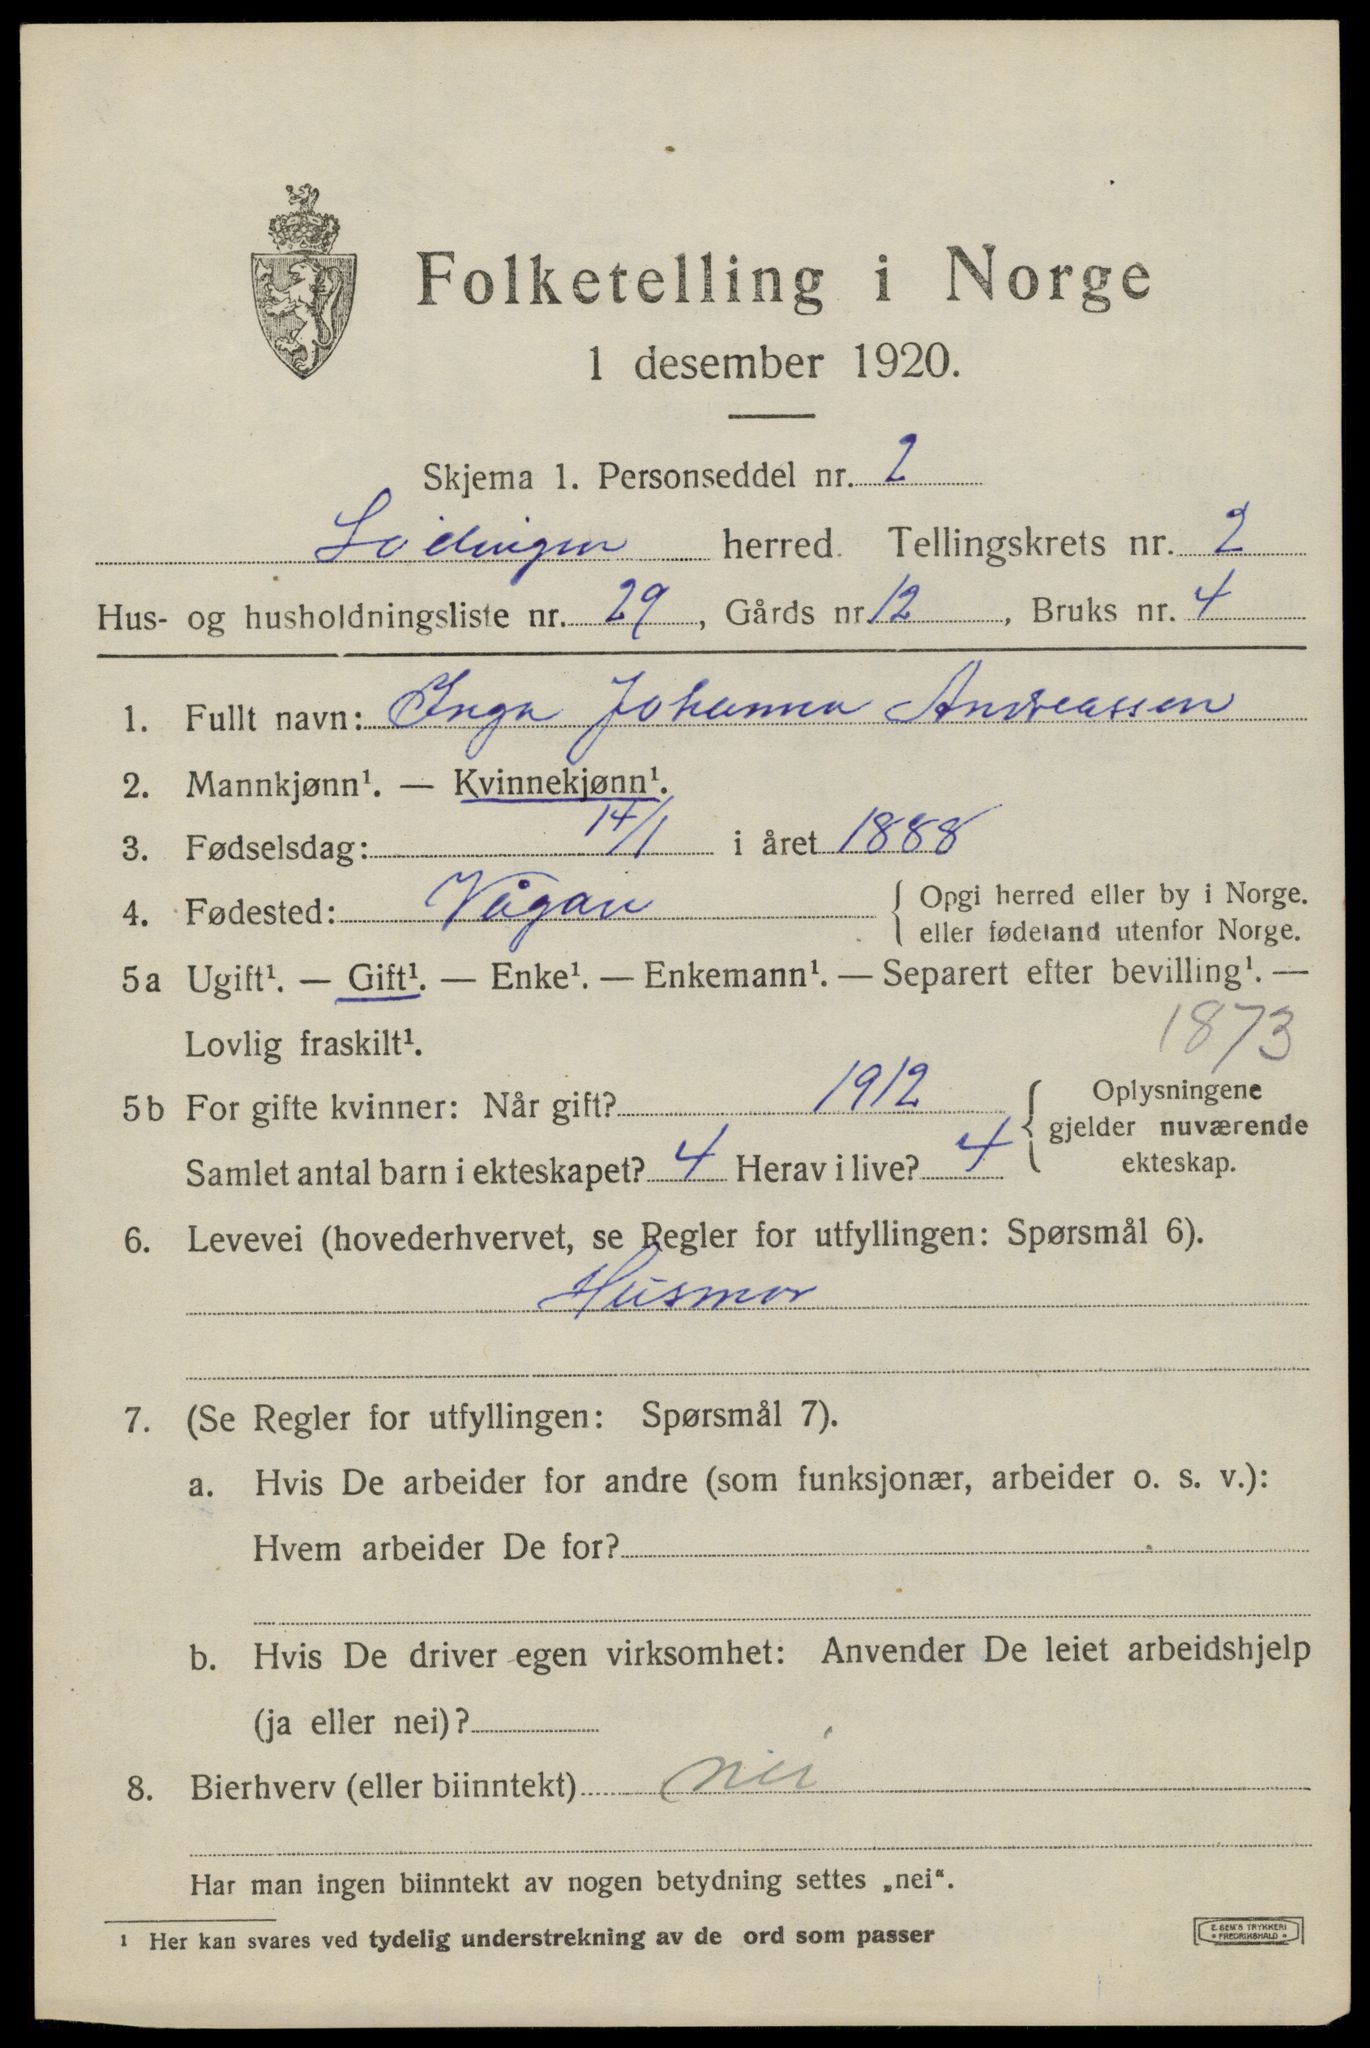 Folketelling i Norge
1 desember 1920.
Skjema 1. Personseddel nr. 2
Lödingen herred. Tellingskrets nr. 2
Hus- og husholdningsliste nr. 29, Gårds nr. 12, Bruks nr. 4
1. Fullt navn: Inga Johanna Andreassen
2. Mannkjønn¹. — Kvinnekjønn¹.
3. Fødselsdag: 14/1 i året 1888
4. Fødested: Vågan { Opgi herred eller by i Norge.
eller fødeland utenfor Norge.
5a Ugift¹. — Gift¹. — Enke¹. — Enkemann¹. — Separert efter bevilling¹. —
Lovlig fraskilt¹. 1873
5b For gifte kvinner: Når gift? 1912 { Oplysningene
gjelder nuværende
Samlet antal barn i ekteskapet? 4 Herav i live? 4 ekteskap.
6. Levevei (hovederhvervet, se Regler for utfyllingen: Spørsmål 6).
Husmor
7. (Se Regler for utfyllingen: Spørsmål 7).
a. Hvis De arbeider for andre (som funksjonær, arbeider o. s. v.):
Hvem arbeider De for?
b. Hvis De driver egen virksomhet: Anvender De leiet arbeidshjelp
(ja eller nei)?
8. Bierhverv (eller biinntekt) nei
Har man ingen biinntekt av nogen betydning settes „nei“.
¹ Her kan svares ved tydelig understrekning av de ord som passer
E. SEM'S TRYKKERI
• FREDRIKSHALD •